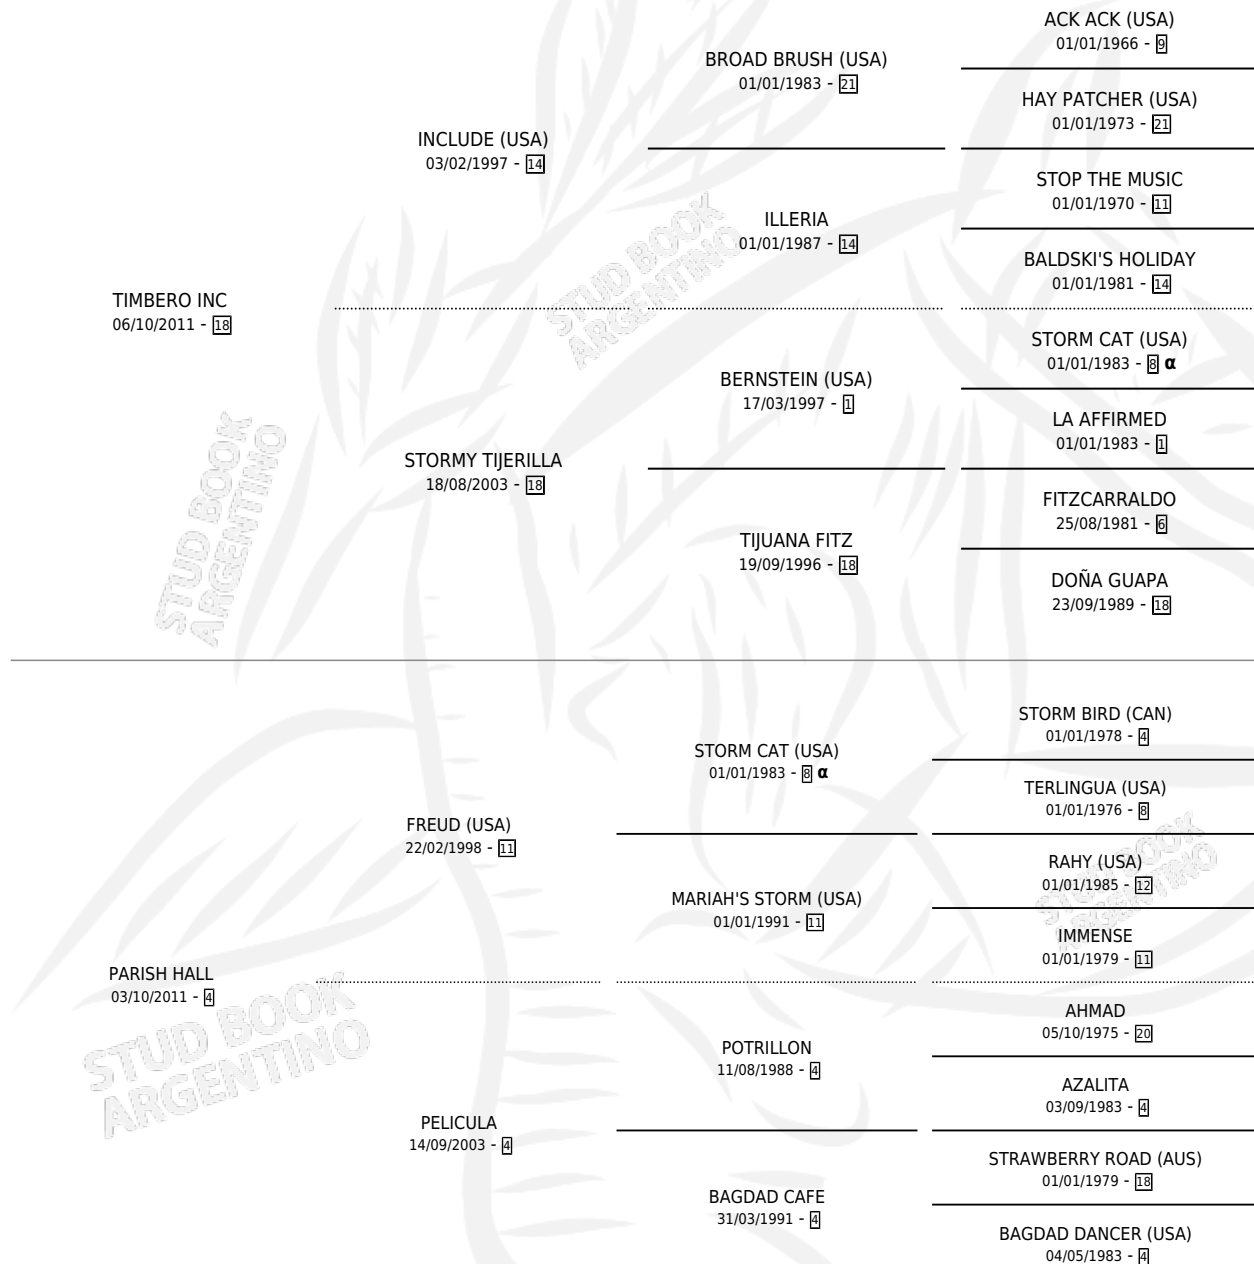 ACK ACK (USA)
01/01/1966 - 9
BROAD BRUSH (USA)
01/01/1983 - 21
HAY PATCHER (USA)
01/01/1973 - 21
INCLUDE (USA)
03/02/1997 - 14
STOP THE MUSIC
01/01/1970 - 11
ILLERIA
01/01/1987 - 14
BALDSKI'S HOLIDAY
01/01/1981 - 14
TIMBERO INC
06/10/2011 - 18
STORM CAT (USA)
01/01/1983 - 8 α
BERNSTEIN (USA)
17/03/1997 - 1
LA AFFIRMED
01/01/1983 - 1
STORMY TIJERILLA
18/08/2003 - 18
FITZCARRALDO
25/08/1981 - 6
TIJUANA FITZ
19/09/1996 - 18
DOÑA GUAPA
23/09/1989 - 18
STORM BIRD (CAN)
01/01/1978 - 4
STORM CAT (USA)
01/01/1983 - 8 α
TERLINGUA (USA)
01/01/1976 - 8
FREUD (USA)
22/02/1998 - 11
RAHY (USA)
01/01/1985 - 12
MARIAH'S STORM (USA)
01/01/1991 - 11
IMMENSE
01/01/1979 - 11
PARISH HALL
03/10/2011 - 4
AHMAD
05/10/1975 - 20
POTRILLON
11/08/1988 - 4
AZALITA
03/09/1983 - 4
PELICULA
14/09/2003 - 4
STRAWBERRY ROAD (AUS)
01/01/1979 - 18
BAGDAD CAFE
31/03/1991 - 4
BAGDAD DANCER (USA)
04/05/1983 - 4
STUD BOOK
ARGENTINO
STUD BOOK
ARGENTINO
STUD BOOK
ARGENTINO
STUD BOOK
ARGENTINO